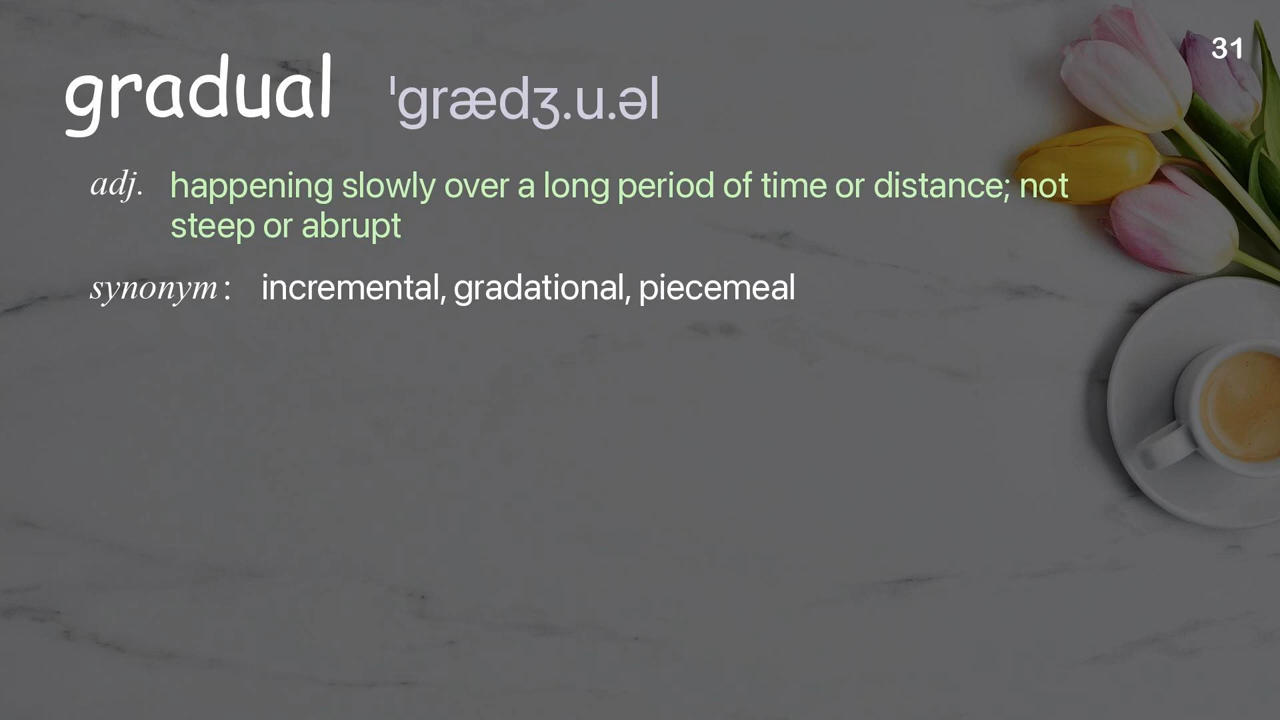 31
gradual ˈɡrædʒ.u.əl
adj. happening slowly over a long period of time or distance; not
steep or abrupt
synonym: incremental, gradational, piecemeal